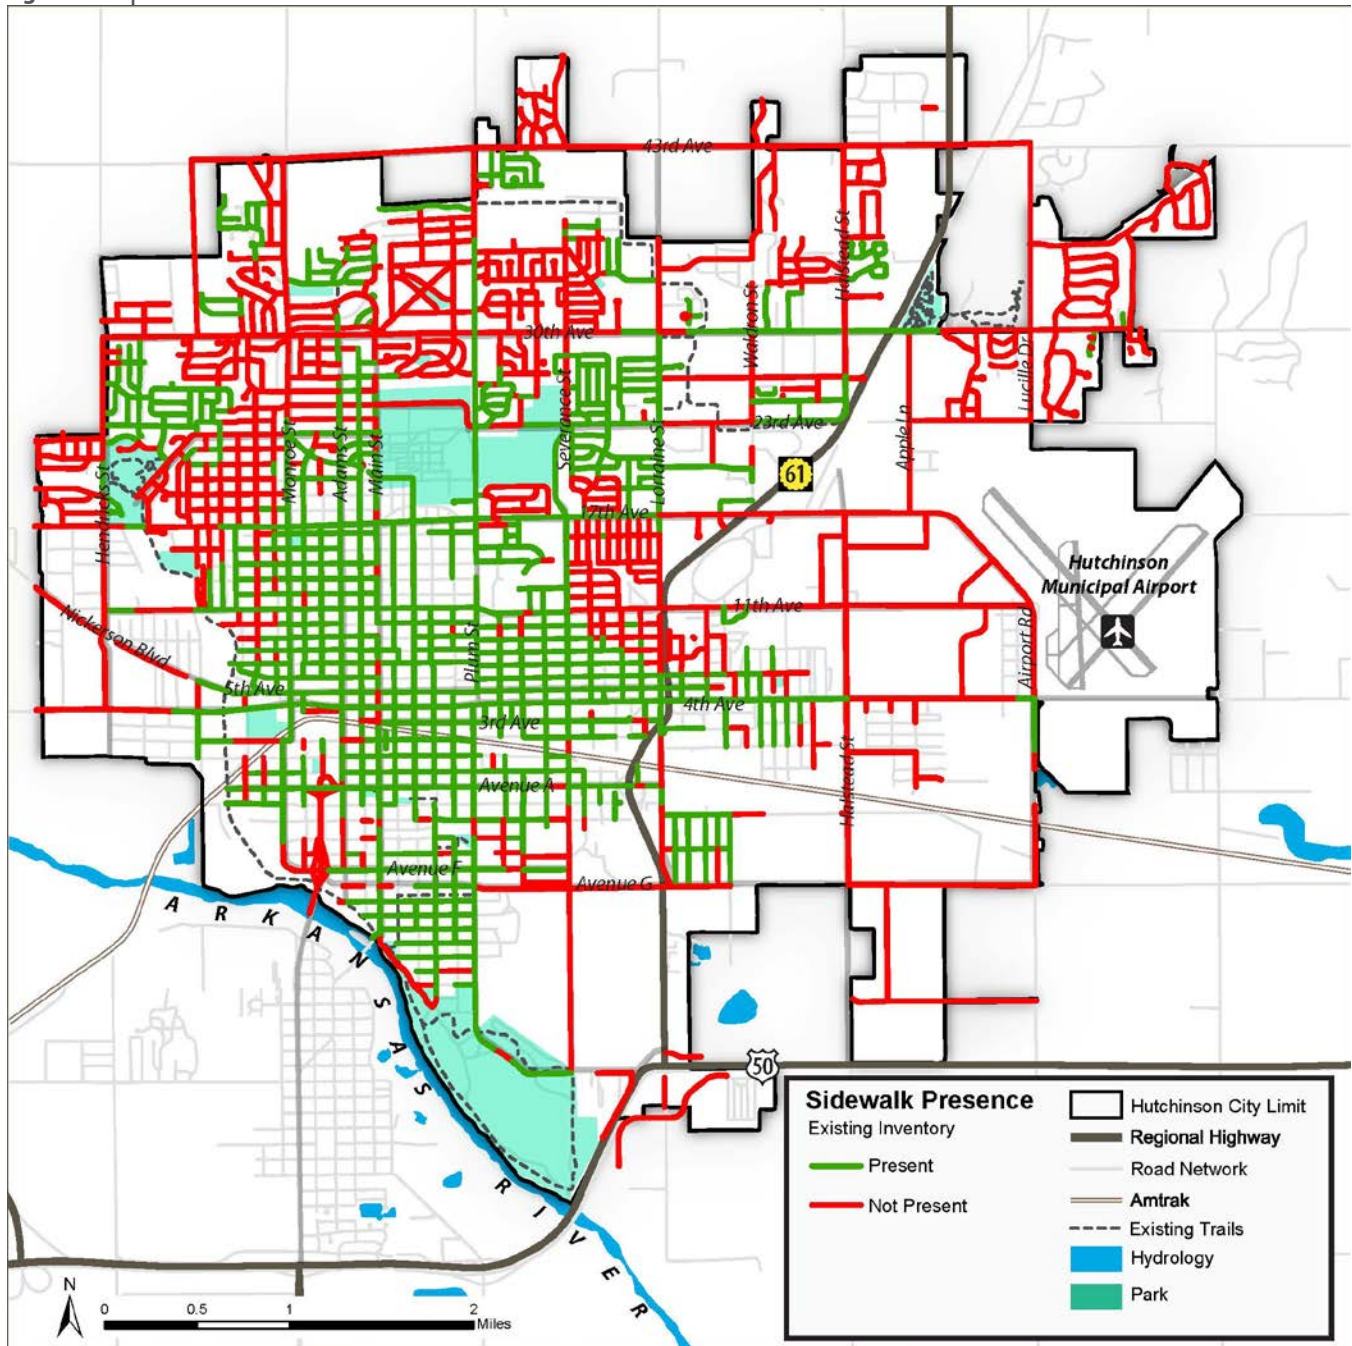 43rd Ave
Halstead St
Waldron St
30th Ave
Lucille Dr
Severance St
23rd Ave
Apple Ln
Monroe St
Adams St
Main St
Lorraine St
61
Hendricks St
17th Ave
Hutchinson
Municipal Airport
11th Ave
Nickerson Blvd
Plum St
Airport Rd
5th Ave
4th Ave
3rd Ave
Avenue A
Halstead St
Avenue F
Avenue G
ARKANSAS RIVER
50
Sidewalk Presence
Existing Inventory
Present
Not Present
Hutchinson City Limit
Regional Highway
Road Network
Amtrak
Existing Trails
Hydrology
Park
N
0 0.5 1 2
Miles